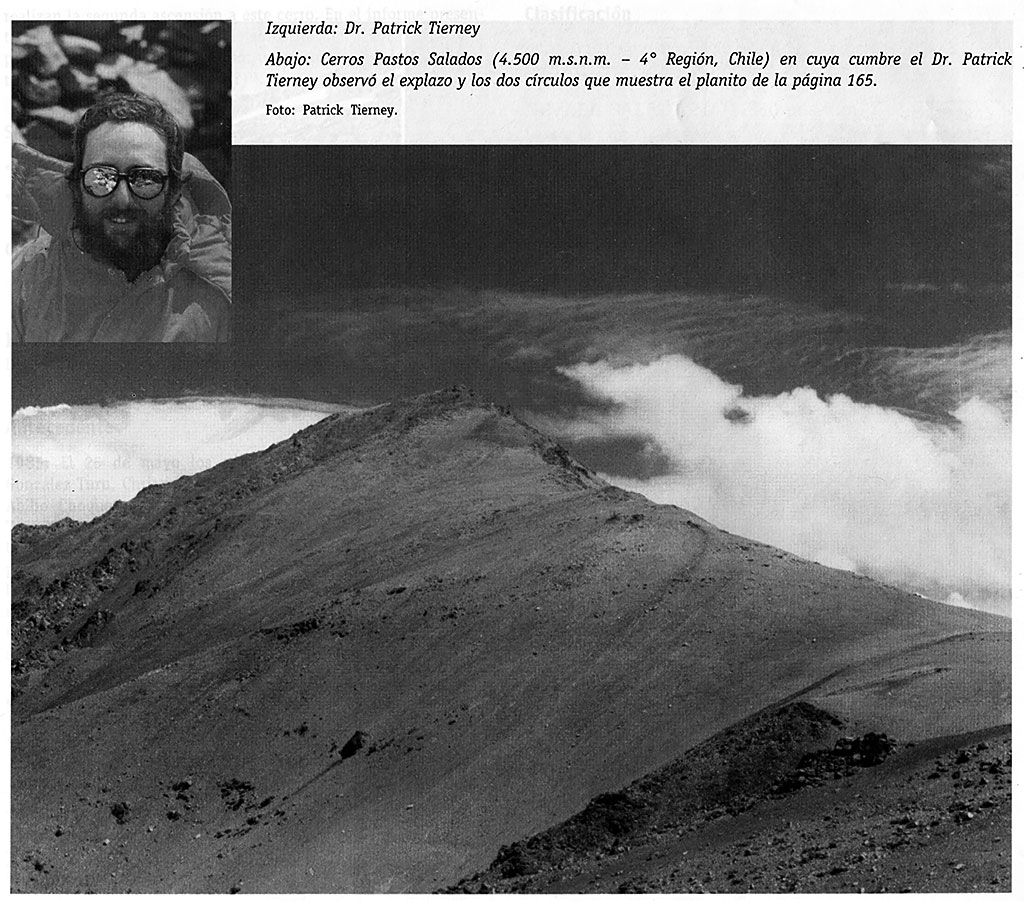 Izquierda: Dr. Patrick Tierney
Abajo: Cerros Pastos Salados (4.500 m.s.n.m. – 4° Región, Chile) en cuya cumbre el Dr. Patrick
Tierney observó el explazo y los dos círculos que muestra el planito de la página 165.
Foto: Patrick Tierney.